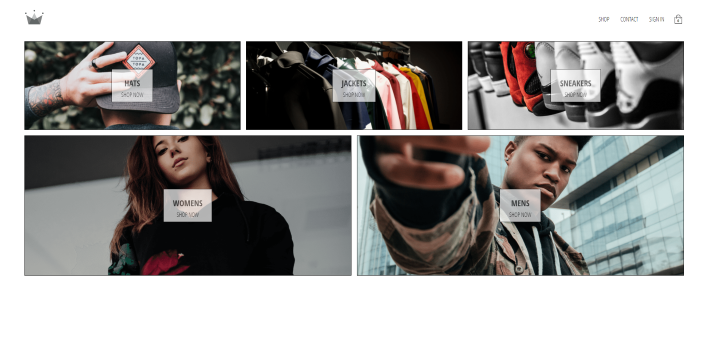 SHOP CONTACT SIGN IN
HATS
SHOP NOW
JACKETS
SHOP NOW
SNEAKERS
SHOP NOW
WOMENS
SHOP NOW
MENS
SHOP NOW